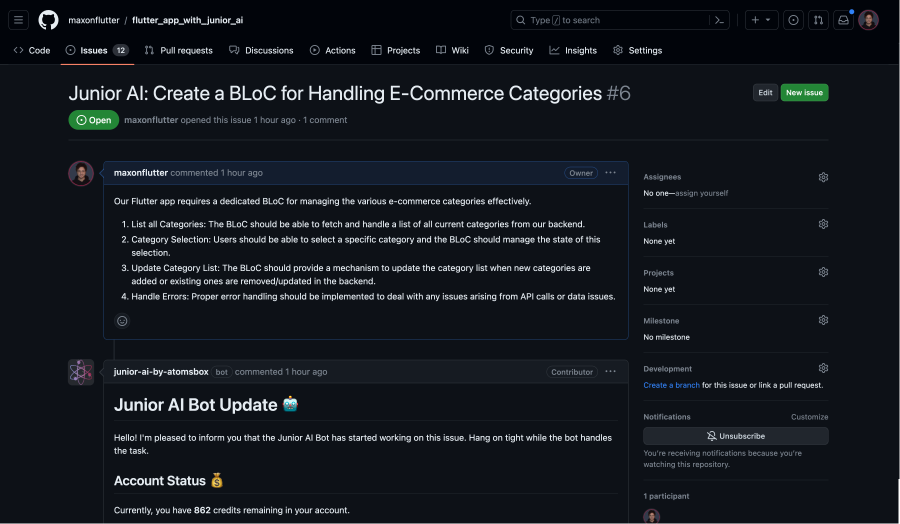 maxonflutter / flutter_app_with_junior_ai
Type / to search
Code
Issues 12
Pull requests
Discussions
Actions
Projects
Wiki
Security
Insights
Settings
Junior AI: Create a BLoC for Handling E-Commerce Categories #6
Edit
New issue
Open
maxonflutter opened this issue 1 hour ago · 1 comment
maxonflutter commented 1 hour ago
Owner
Our Flutter app requires a dedicated BLoC for managing the various e-commerce categories effectively.
1. List all Categories: The BLoC should be able to fetch and handle a list of all current categories from our backend.
2. Category Selection: Users should be able to select a specific category and the BLoC should manage the state of this
selection.
3. Update Category List: The BLoC should provide a mechanism to update the category list when new categories are
added or existing ones are removed/updated in the backend.
4. Handle Errors: Proper error handling should be implemented to deal with any issues arising from API calls or data issues.
junior-ai-by-atomsbox bot commented 1 hour ago
Contributor
Junior AI Bot Update 🤖
Hello! I'm pleased to inform you that the Junior AI Bot has started working on this issue. Hang on tight while the bot handles
the task.
Account Status 💰
Currently, you have 862 credits remaining in your account.
Assignees
No one—assign yourself
Labels
None yet
Projects
None yet
Milestone
No milestone
Development
Create a branch for this issue or link a pull request.
Notifications
Customize
Unsubscribe
You're receiving notifications because you're
watching this repository.
1 participant